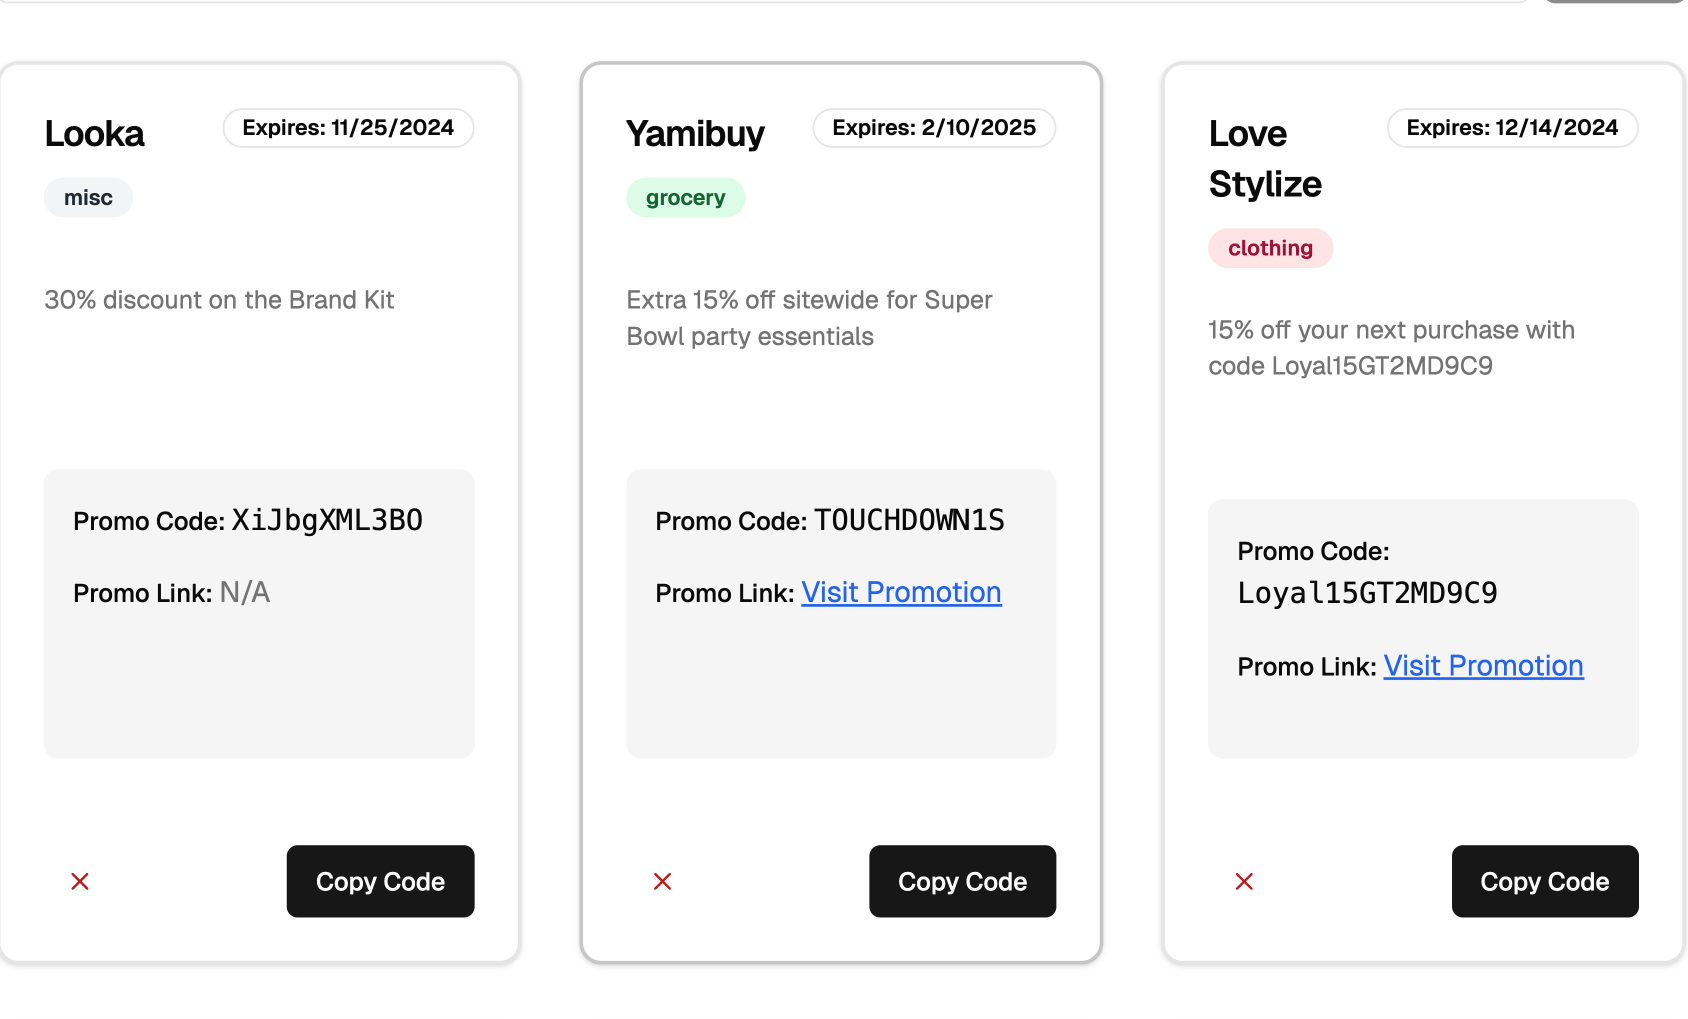 Looka
Expires: 11/25/2024
misc
30% discount on the Brand Kit
Promo Code: XiJbgXML3BO
Promo Link: N/A
Copy Code
Yamibuy
Expires: 2/10/2025
grocery
Extra 15% off sitewide for Super
Bowl party essentials
Promo Code: TOUCHDOWN1S
Promo Link: Visit Promotion
Copy Code
Love
Stylize
Expires: 12/14/2024
clothing
15% off your next purchase with
code Loyal15GT2MD9C9
Promo Code:
Loyal15GT2MD9C9
Promo Link: Visit Promotion
Copy Code